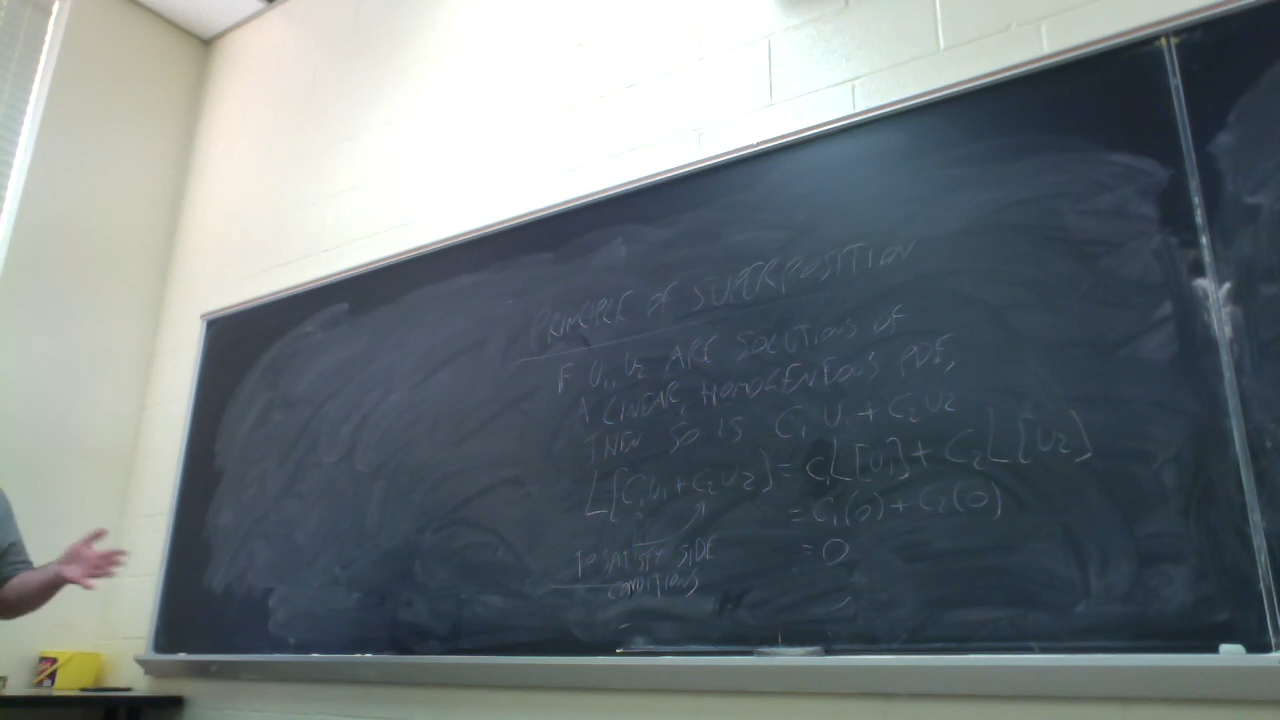 PRINCIPLE OF SUPERPOSITION
IF U₁, U₂ ARE SOLUTIONS OF
A LINEAR, HOMOGENEOUS PDE,
THEN SO IS C₁U₁ + C₂U₂
L[C₁U₁+C₂U₂] = C₁L[U₁] + C₂L[U₂]
= C₁(0) + C₂(0)
TO SATISFY SIDE
= 0
CONDITIONS